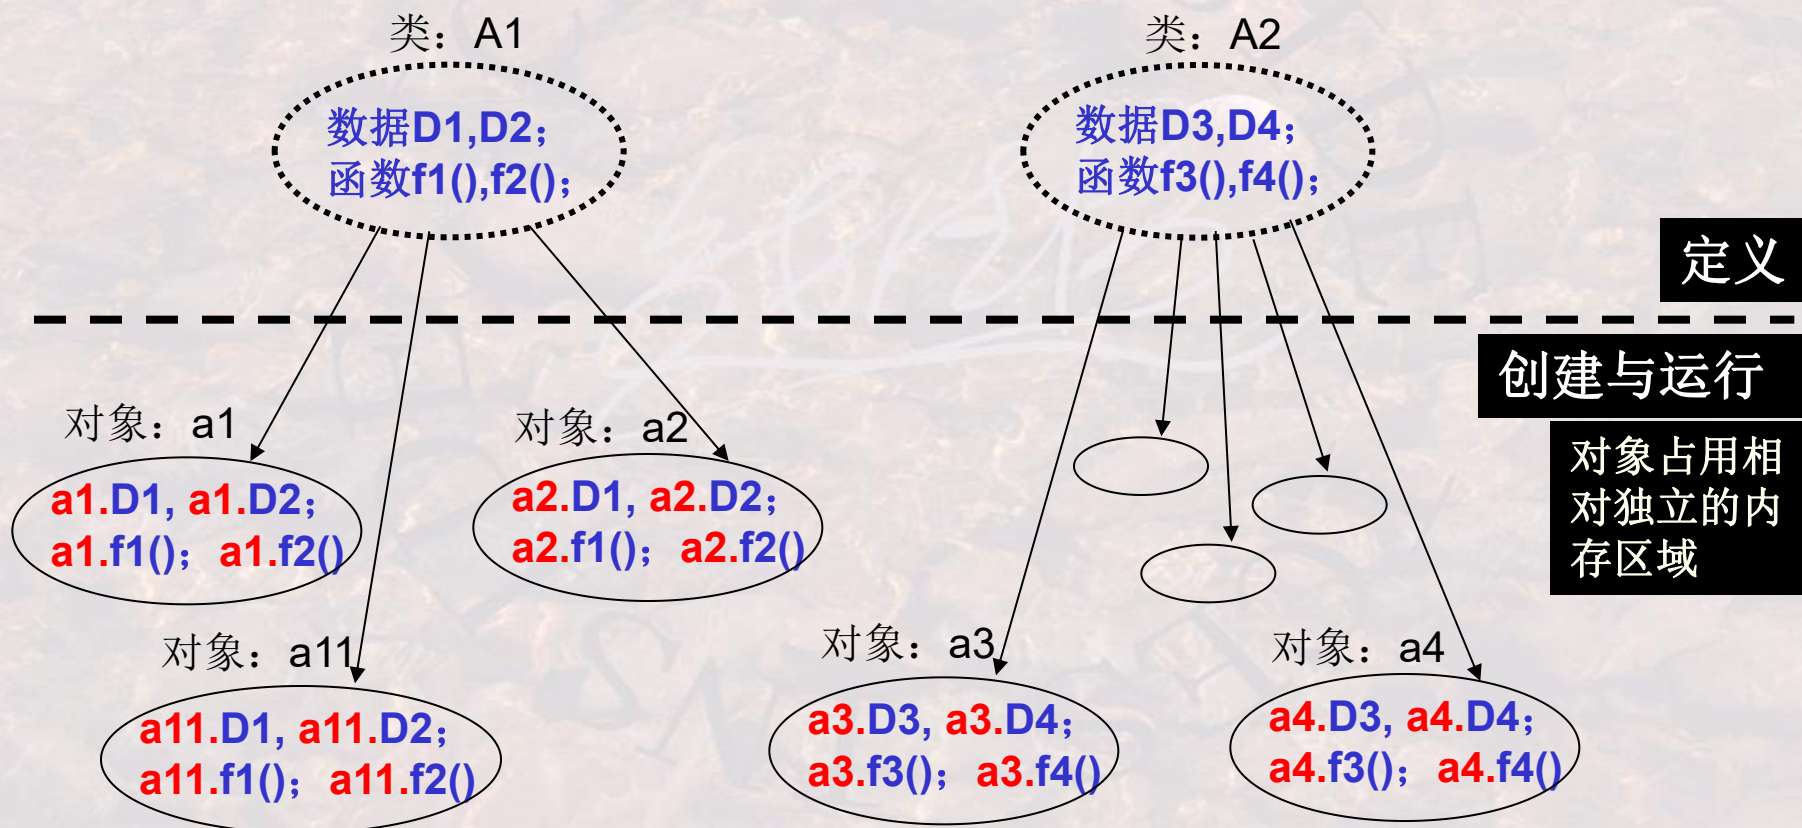 类：A1
数据D1,D2；
函数f1(),f2()；
类：A2
数据D3,D4；
函数f3(),f4()；
定义
创建与运行
对象占用相
对独立的内
存区域
对象：a1
a1.D1, a1.D2；
a1.f1()；a1.f2()
对象：a2
a2.D1, a2.D2；
a2.f1()；a2.f2()
对象：a11
a11.D1, a11.D2；
a11.f1()；a11.f2()
对象：a3
a3.D3, a3.D4；
a3.f3()；a3.f4()
对象：a4
a4.D3, a4.D4；
a4.f3()；a4.f4()